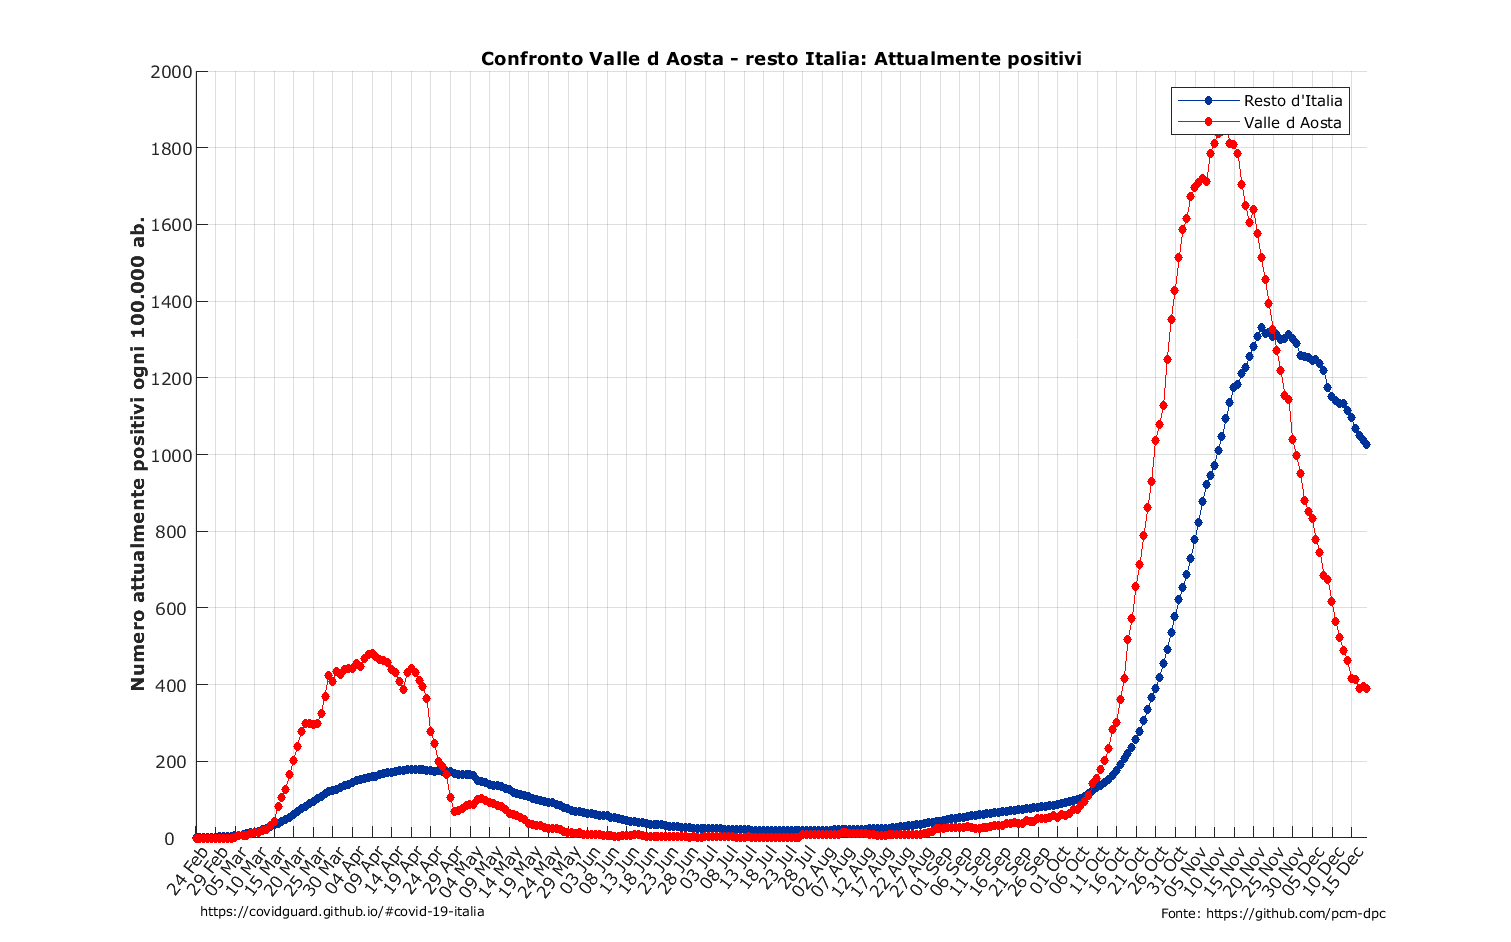 Confronto Valle d Aosta - resto Italia: Attualmente positivi
Resto d'Italia
Valle d Aosta
Numero attualmente positivi ogni 100.000 ab.
2000
1800
1600
1400
1200
1000
800
600
400
200
0
24 Feb
29 Feb
05 Mar
10 Mar
15 Mar
20 Mar
25 Mar
30 Mar
04 Apr
09 Apr
14 Apr
19 Apr
24 Apr
29 Apr
04 May
09 May
14 May
19 May
24 May
29 May
03 Jun
08 Jun
13 Jun
18 Jun
23 Jun
28 Jun
03 Jul
08 Jul
13 Jul
18 Jul
23 Jul
28 Jul
02 Aug
07 Aug
12 Aug
17 Aug
22 Aug
27 Aug
01 Sep
06 Sep
11 Sep
16 Sep
21 Sep
26 Sep
01 Oct
06 Oct
11 Oct
16 Oct
21 Oct
26 Oct
31 Oct
05 Nov
10 Nov
15 Nov
20 Nov
25 Nov
30 Nov
05 Dec
10 Dec
15 Dec
https://covidguard.github.io/#covid-19-italia
Fonte: https://github.com/pcm-dpc